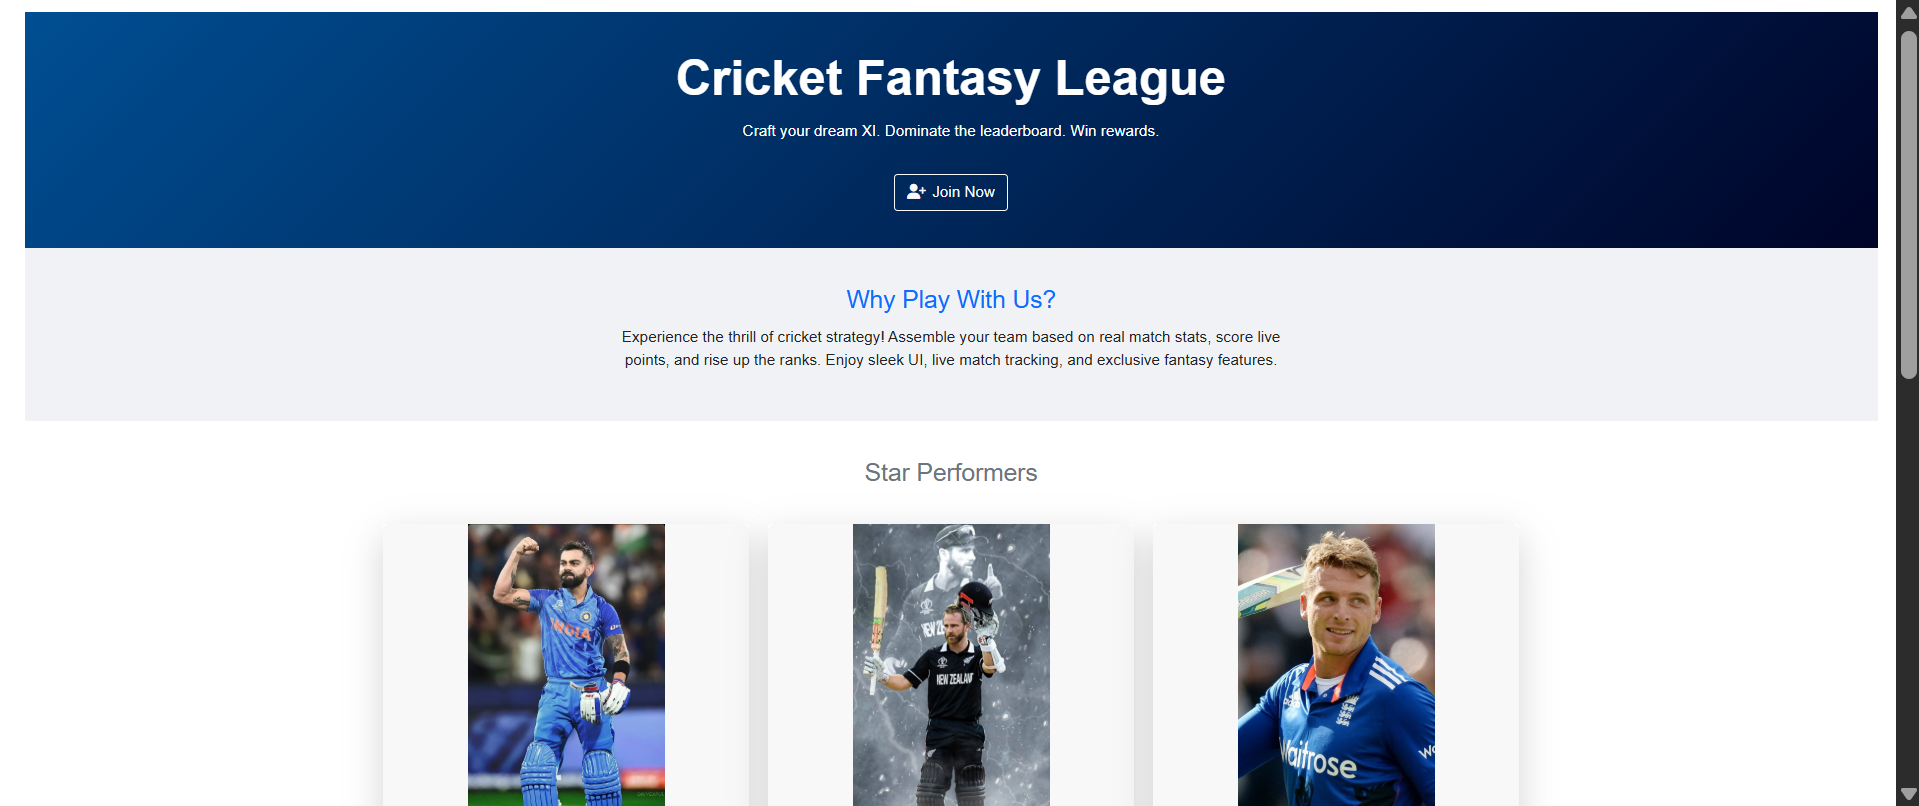 Cricket Fantasy League
Craft your dream XI. Dominate the leaderboard. Win rewards.
Join Now
Why Play With Us?
Experience the thrill of cricket strategy! Assemble your team based on real match stats, score live
points, and rise up the ranks. Enjoy sleek UI, live match tracking, and exclusive fantasy features.
Star Performers
INDIA
NEW ZEALAND
Waitrose